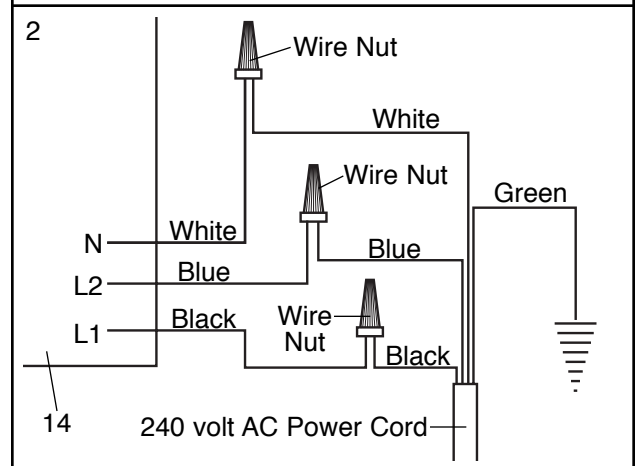 2
Wire Nut
White
Wire Nut
Green
N
White
Blue
L2
Blue
L1
Black
Wire
Nut
Black
14
240 volt AC Power Cord